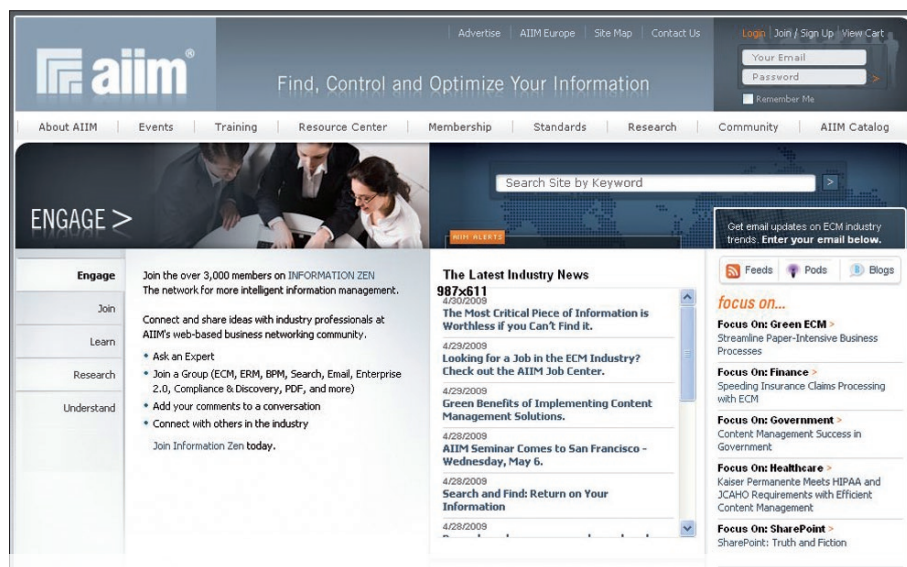 Advertise | AIIM Europe | Site Map | Contact Us
Login | Join / Sign Up | View Cart
aiim®
Find, Control and Optimize Your Information
Your Email
Password >
Remember Me
About AIIM | Events | Training | Resource Center | Membership | Standards | Research | Community | AIIM Catalog
ENGAGE >
Search Site by Keyword >
AIIM ALERTS
Get email updates on ECM industry
trends. Enter your email below.
Engage
Join
Learn
Research
Understand
Join the over 3,000 members on INFORMATION ZEN
The network for more intelligent information management.
Connect and share ideas with industry professionals at
AIIM's web-based business networking community.
• Ask an Expert
• Join a Group (ECM, ERM, BPM, Search, Email, Enterprise
2.0, Compliance & Discovery, PDF, and more)
• Add your comments to a conversation
• Connect with others in the industry
Join Information Zen today.
The Latest Industry News
987x611
4/30/2009
The Most Critical Piece of Information is
Worthless if you Can't Find it.
4/29/2009
Looking for a Job in the ECM Industry?
Check out the AIIM Job Center.
4/29/2009
Green Benefits of Implementing Content
Management Solutions.
4/28/2009
AIIM Seminar Comes to San Francisco -
Wednesday, May 6.
4/28/2009
Search and Find: Return on Your
Information
4/28/2009
Feeds
Pods
Blogs
focus on...
Focus On: Green ECM >
Streamline Paper-Intensive Business
Processes
Focus On: Finance >
Speeding Insurance Claims Processing
with ECM
Focus On: Government >
Content Management Success in
Government
Focus On: Healthcare >
Kaiser Permanente Meets HIPAA and
JCAHO Requirements with Efficient
Content Management
Focus On: SharePoint >
SharePoint: Truth and Fiction